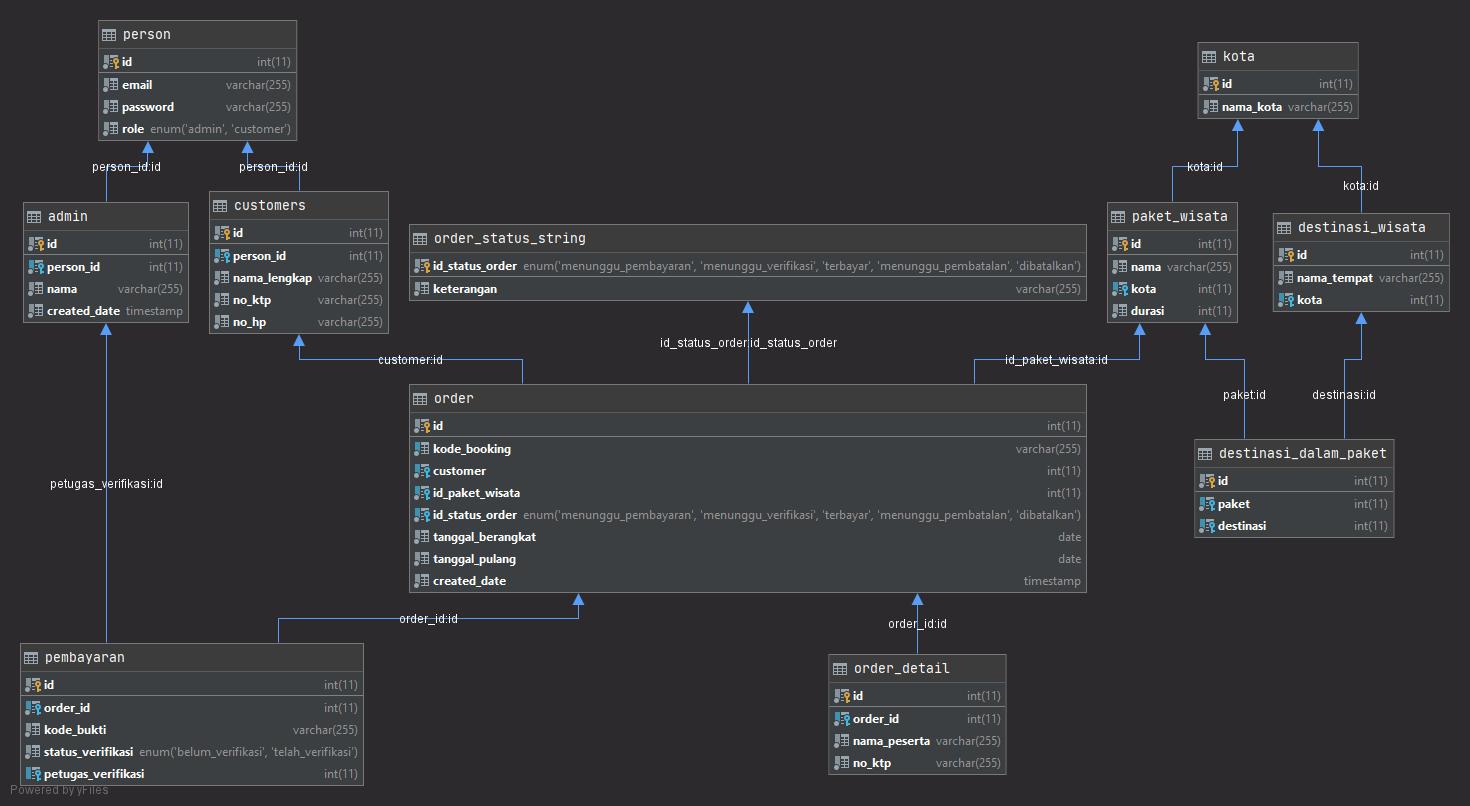 person
id int(11)
email varchar(255)
password varchar(255)
role enum('admin', 'customer')
kota
id int(11)
nama_kota varchar(255)
person_id:id
person_id:id
kota:id
kota:id
admin
id int(11)
person_id int(11)
nama varchar(255)
created_date timestamp
customers
id int(11)
person_id int(11)
nama_lengkap varchar(255)
no_ktp varchar(255)
no_hp varchar(255)
order_status_string
id_status_order enum('menunggu_pembayaran', 'menunggu_verifikasi', 'terbayar', 'menunggu_pembatalan', 'dibatalkan')
keterangan varchar(255)
paket_wisata
id int(11)
nama varchar(255)
kota int(11)
durasi int(11)
destinasi_wisata
id int(11)
nama_tempat varchar(255)
kota int(11)
customer:id
id_status_order:id_status_order
id_paket_wisata:id
paket:id
destinasi:id
order
id int(11)
kode_booking varchar(255)
customer int(11)
id_paket_wisata int(11)
id_status_order enum('menunggu_pembayaran', 'menunggu_verifikasi', 'terbayar', 'menunggu_pembatalan', 'dibatalkan')
tanggal_berangkat date
tanggal_pulang date
created_date timestamp
destinasi_dalam_paket
id int(11)
paket int(11)
destinasi int(11)
petugas_verifikasi:id
order_id:id
order_id:id
pembayaran
id int(11)
order_id int(11)
kode_bukti varchar(255)
status_verifikasi enum('belum_verifikasi', 'telah_verifikasi')
petugas_verifikasi int(11)
order_detail
id int(11)
order_id int(11)
nama_peserta varchar(255)
no_ktp varchar(255)
Powered by yFiles